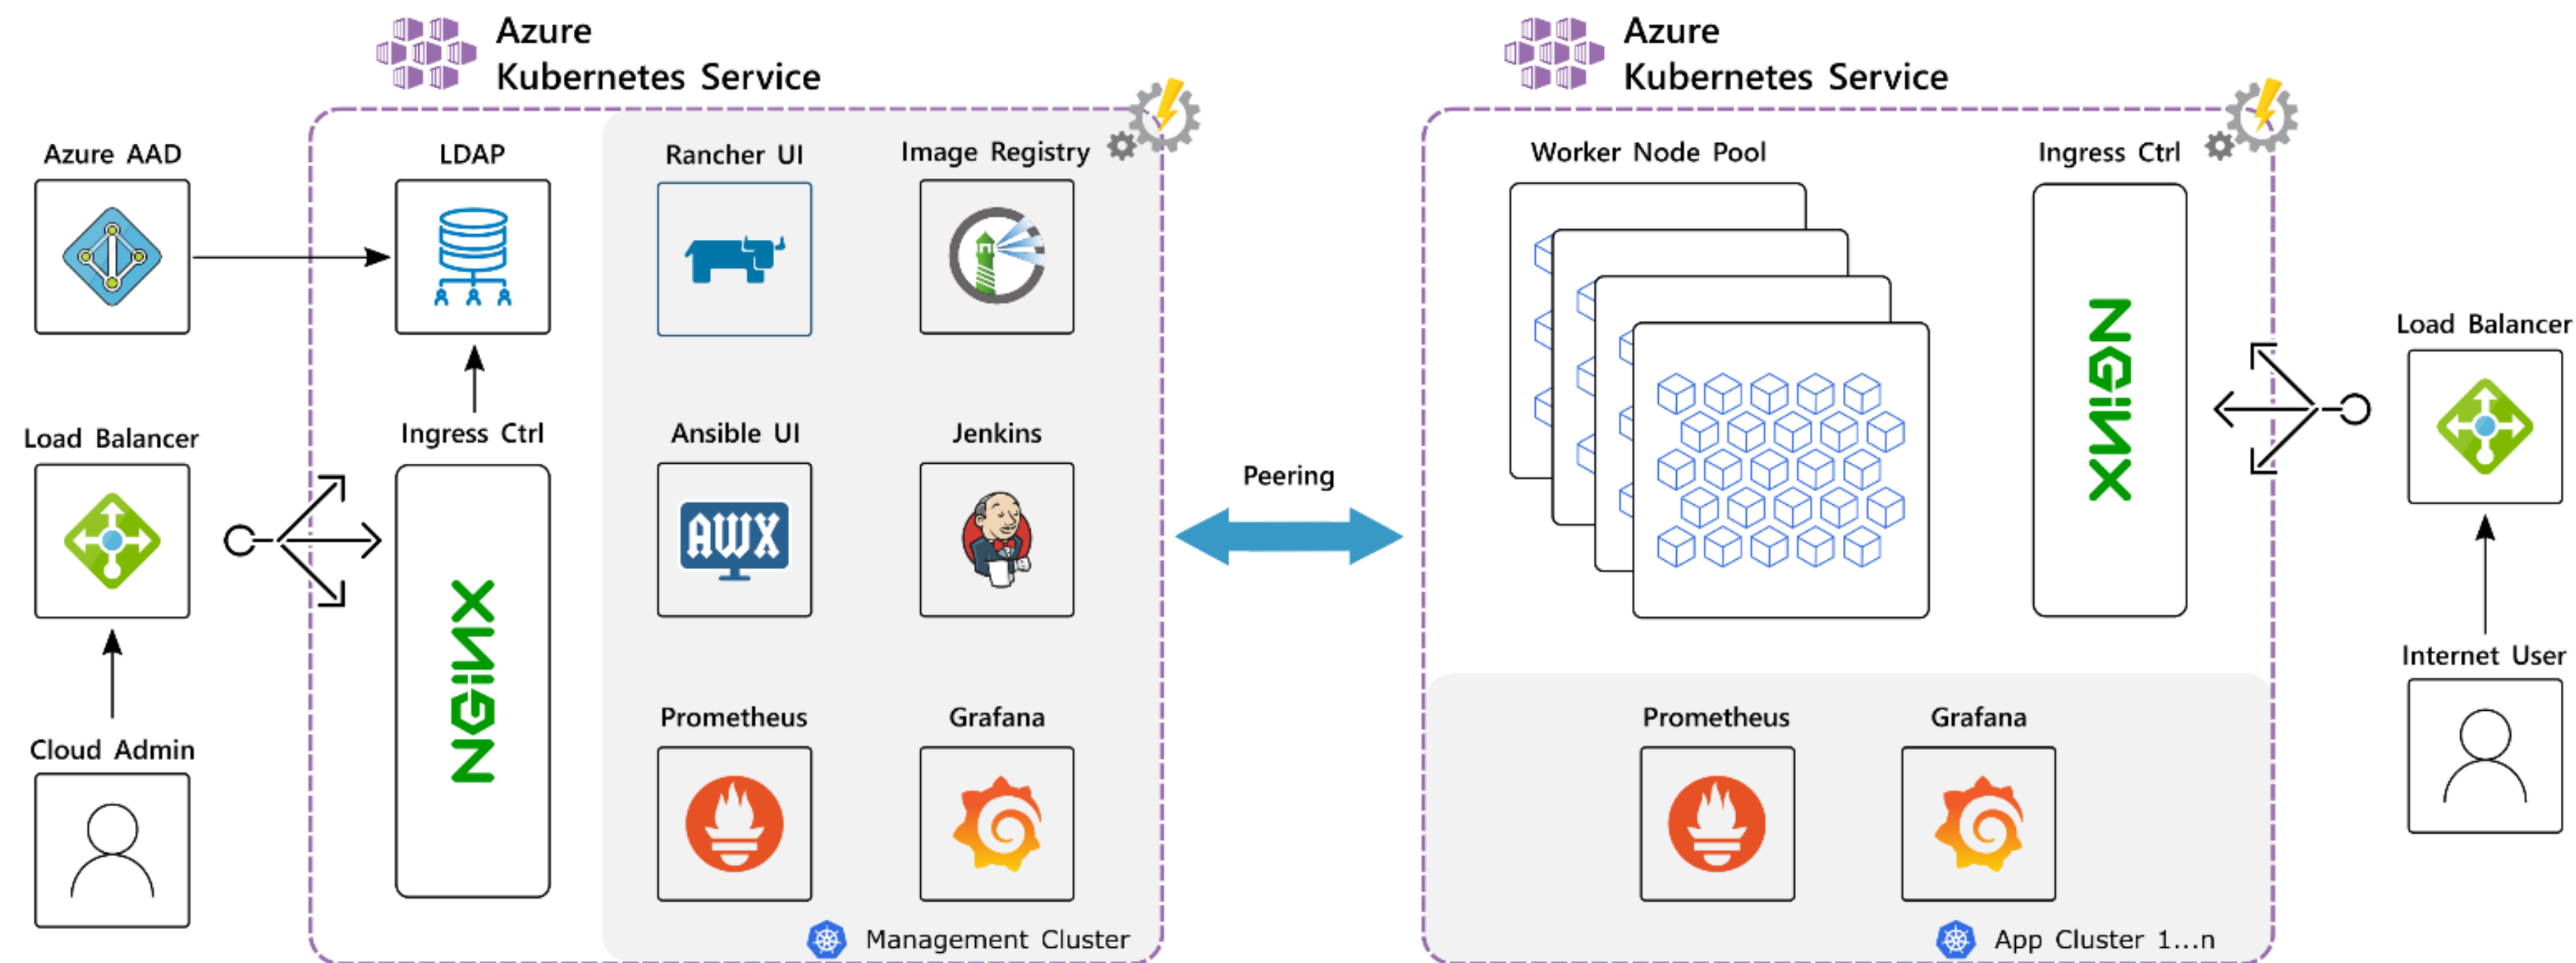 Azure
Kubernetes Service
Azure AAD
LDAP
Rancher UI
Image Registry
Load Balancer
Ingress Ctrl
Ansible UI
Jenkins
AWX
NGINX
Cloud Admin
Prometheus
Grafana
Management Cluster
Peering
Azure
Kubernetes Service
Worker Node Pool
Ingress Ctrl
NGINX
Load Balancer
Internet User
Prometheus
Grafana
App Cluster 1...n